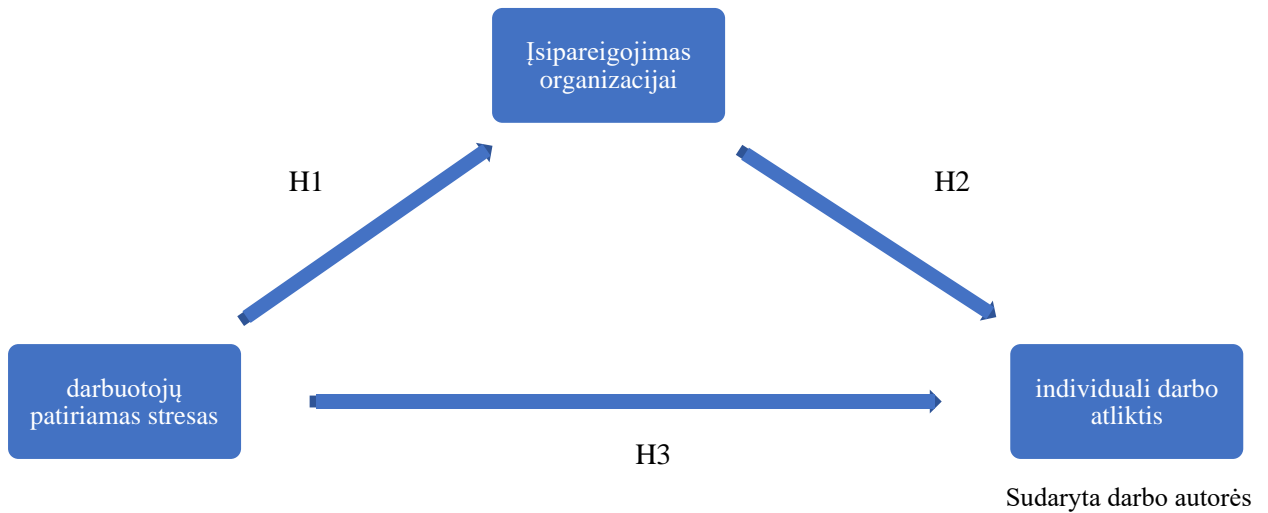 Įsipareigojimas
organizacijai
H1
H2
darbuotojų
patiriamas stresas
individuali darbo
atliktis
H3
Sudaryta darbo autorės